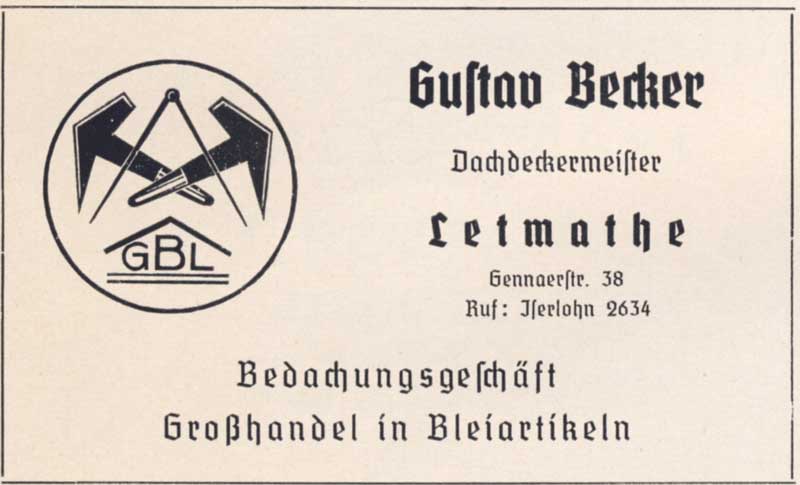 GBL
Gustav Becker
Dachdeckermeister
Letmathe
Gennaerstr. 38
Ruf: Iserlohn 2634
Bedachungsgeschäft
Großhandel in Bleiartikeln